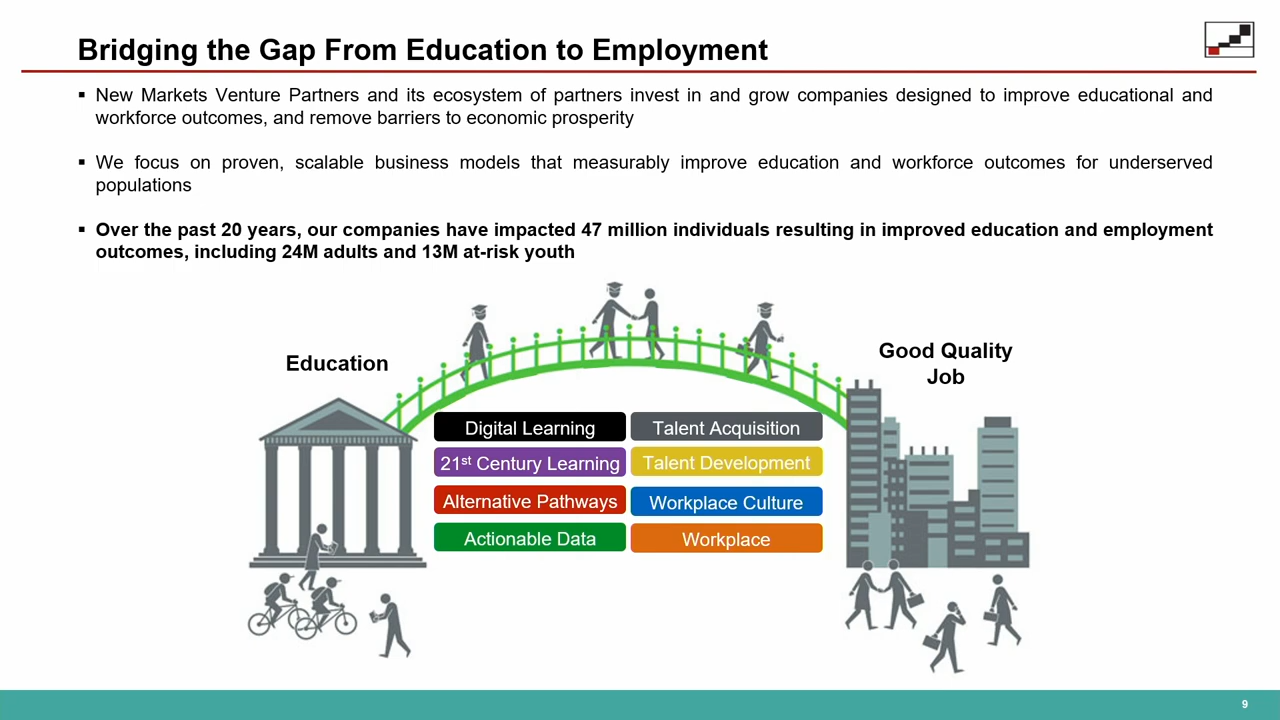 Bridging the Gap From Education to Employment
▪ New Markets Venture Partners and its ecosystem of partners invest in and grow companies designed to improve educational and
workforce outcomes, and remove barriers to economic prosperity
▪ We focus on proven, scalable business models that measurably improve education and workforce outcomes for underserved
populations
▪ Over the past 20 years, our companies have impacted 47 million individuals resulting in improved education and employment
outcomes, including 24M adults and 13M at-risk youth
Education
Good Quality
Job
Digital Learning
Talent Acquisition
21st Century Learning
Talent Development
Alternative Pathways
Workplace Culture
Actionable Data
Workplace
9